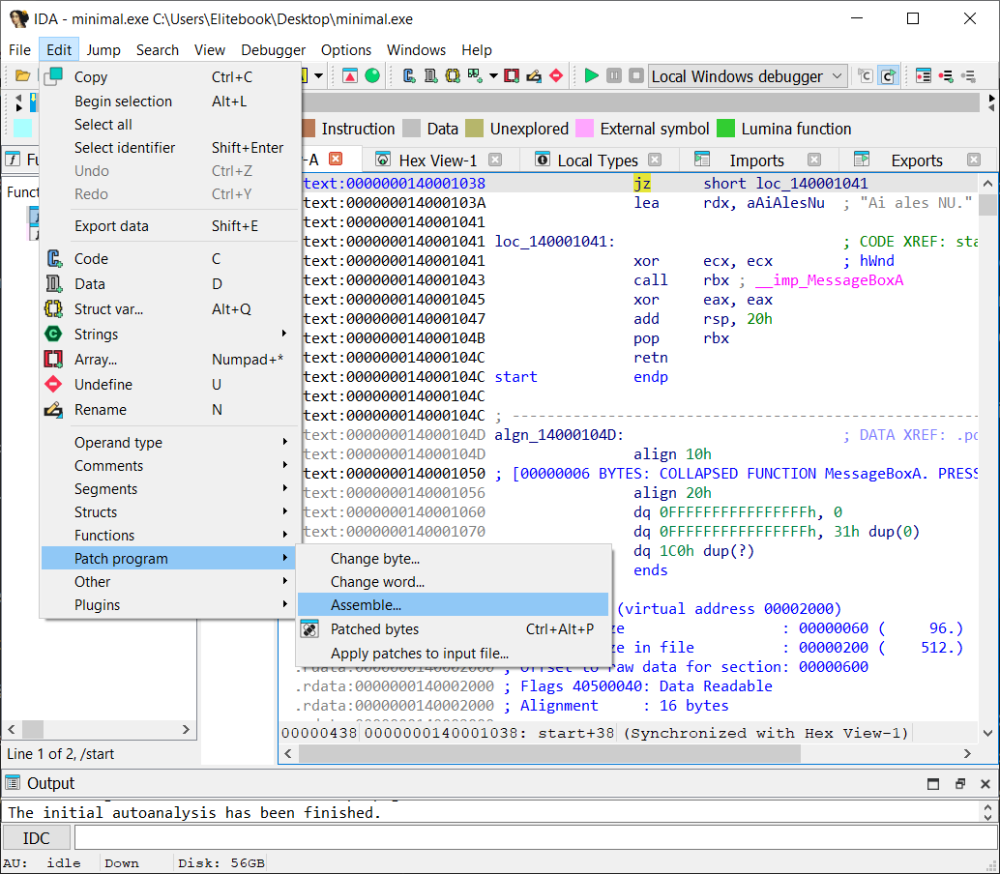 IDA - minimal.exe C:\Users\Elitebook\Desktop\minimal.exe
File Edit Jump Search View Debugger Options Windows Help
Local Windows debugger
Instruction Data Unexplored External symbol Lumina function
Fu
-A Hex View-1 Local Types Imports Exports
Funct
Copy Ctrl+C
Begin selection Alt+L
Select all
Select identifier Shift+Enter
Undo Ctrl+Z
Redo Ctrl+Y
Export data Shift+E
Code C
Data D
Struct var... Alt+Q
Strings
Array... Numpad+*
Undefine U
Rename N
Operand type
Comments
Segments
Structs
Functions
Patch program
Other
Plugins
Change byte...
Change word...
Assemble...
Patched bytes Ctrl+Alt+P
Apply patches to input file...
text:0000000140001038 jz short loc_140001041
text:000000014000103A lea rdx, aAiAlesNu ; "Ai ales NU."
text:0000000140001041
text:0000000140001041 loc_140001041: ; CODE XREF: sta
text:0000000140001041 xor ecx, ecx ; hWnd
text:0000000140001043 call rbx ; __imp_MessageBoxA
text:0000000140001045 xor eax, eax
text:0000000140001047 add rsp, 20h
text:000000014000104B pop rbx
text:000000014000104C retn
text:000000014000104C start endp
text:000000014000104C
text:000000014000104C ; ----------------------------------------------------
text:000000014000104D algn_14000104D: ; DATA XREF: .pd
text:000000014000104D align 10h
text:0000000140001050 ; [00000006 BYTES: COLLAPSED FUNCTION MessageBoxA. PRESS
text:0000000140001056 align 20h
text:0000000140001060 dq 0FFFFFFFFFFFFFFFFh, 0
text:0000000140001070 dq 0FFFFFFFFFFFFFFFFh, 31h dup(0)
dq 1C0h dup(?)
ends
(virtual address 00002000)
ze : 00000060 ( 96.)
ze in file : 00000200 ( 512.)
.rdata:0000000140002000 ; Offset to raw data for section: 00000600
.rdata:0000000140002000 ; Flags 40500040: Data Readable
.rdata:0000000140002000 ; Alignment : 16 bytes
00000438 0000000140001038: start+38 (Synchronized with Hex View-1)
Line 1 of 2, /start
Output
The initial autoanalysis has been finished.
IDC
AU: idle Down Disk: 56GB